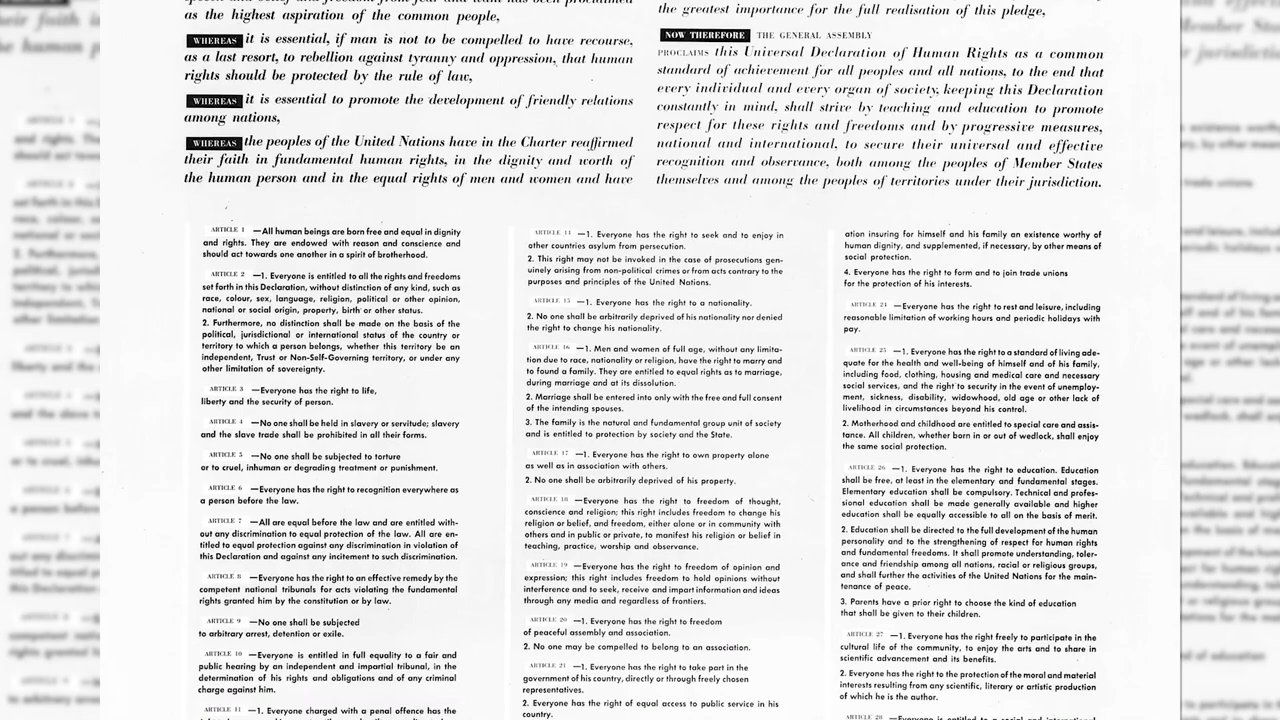 as the highest aspiration of the common people,
WHEREAS it is essential, if man is not to be compelled to have recourse,
as a last resort, to rebellion against tyranny and oppression, that human
rights should be protected by the rule of law,
WHEREAS it is essential to promote the development of friendly relations
among nations,
WHEREAS the peoples of the United Nations have in the Charter reaffirmed
their faith in fundamental human rights, in the dignity and worth of
the human person and in the equal rights of men and women and have
the greatest importance for the full realisation of this pledge,
NOW THEREFORE THE GENERAL ASSEMBLY
PROCLAIMS this Universal Declaration of Human Rights as a common
standard of achievement for all peoples and all nations, to the end that
every individual and every organ of society, keeping this Declaration
constantly in mind, shall strive by teaching and education to promote
respect for these rights and freedoms and by progressive measures,
national and international, to secure their universal and effective
recognition and observance, both among the peoples of Member States
themselves and among the peoples of territories under their jurisdiction.
ARTICLE 1 —All human beings are born free and equal in dignity
and rights. They are endowed with reason and conscience and
should act towards one another in a spirit of brotherhood.
ARTICLE 2 —1. Everyone is entitled to all the rights and freedoms
set forth in this Declaration, without distinction of any kind, such as
race, colour, sex, language, religion, political or other opinion,
national or social origin, property, birth or other status.
2. Furthermore, no distinction shall be made on the basis of the
political, jurisdictional or international status of the country or
territory to which a person belongs, whether this territory be an
independent, Trust or Non-Self-Governing territory, or under any
other limitation of sovereignty.
ARTICLE 3 —Everyone has the right to life,
liberty and the security of person.
ARTICLE 4 —No one shall be held in slavery or servitude; slavery
and the slave trade shall be prohibited in all their forms.
ARTICLE 5 —No one shall be subjected to torture
or to cruel, inhuman or degrading treatment or punishment.
ARTICLE 6 —Everyone has the right to recognition everywhere as
a person before the law.
ARTICLE 7 —All are equal before the law and are entitled with-
out any discrimination to equal protection of the law. All are en-
titled to equal protection against any discrimination in violation of
this Declaration and against any incitement to such discrimination.
ARTICLE 8 —Everyone has the right to an effective remedy by the
competent national tribunals for acts violating the fundamental
rights granted him by the constitution or by law.
ARTICLE 9 —No one shall be subjected
to arbitrary arrest, detention or exile.
ARTICLE 10 —Everyone is entitled in full equality to a fair and
public hearing by an independent and impartial tribunal, in the
determination of his rights and obligations and of any criminal
charge against him.
ARTICLE 11 —1. Everyone charged with a penal offence has the
ARTICLE 14 —1. Everyone has the right to seek and to enjoy in
other countries asylum from persecution.
2. This right may not be invoked in the case of prosecutions gen-
uinely arising from non-political crimes or from acts contrary to the
purposes and principles of the United Nations.
ARTICLE 15 —1. Everyone has the right to a nationality.
2. No one shall be arbitrarily deprived of his nationality nor denied
the right to change his nationality.
ARTICLE 16 —1. Men and women of full age, without any limita-
tion due to race, nationality or religion, have the right to marry and
to found a family. They are entitled to equal rights as to marriage,
during marriage and at its dissolution.
2. Marriage shall be entered into only with the free and full consent
of the intending spouses.
3. The family is the natural and fundamental group unit of society
and is entitled to protection by society and the State.
ARTICLE 17 —1. Everyone has the right to own property alone
as well as in association with others.
2. No one shall be arbitrarily deprived of his property.
ARTICLE 18 —Everyone has the right to freedom of thought,
conscience and religion; this right includes freedom to change his
religion or belief, and freedom, either alone or in community with
others and in public or private, to manifest his religion or belief in
teaching, practice, worship and observance.
ARTICLE 19 —Everyone has the right to freedom of opinion and
expression; this right includes freedom to hold opinions without
interference and to seek, receive and impart information and ideas
through any media and regardless of frontiers.
ARTICLE 20 —1. Everyone has the right to freedom
of peaceful assembly and association.
2. No one may be compelled to belong to an association.
ARTICLE 21 —1. Everyone has the right to take part in the
government of his country, directly or through freely chosen
representatives.
2. Everyone has the right of equal access to public service in his
country.
ation insuring for himself and his family an existence worthy of
human dignity, and supplemented, if necessary, by other means of
social protection.
4. Everyone has the right to form and to join trade unions
for the protection of his interests.
ARTICLE 24 —Everyone has the right to rest and leisure, including
reasonable limitation of working hours and periodic holidays with
pay.
ARTICLE 25 —1. Everyone has the right to a standard of living ade-
quate for the health and well-being of himself and of his family,
including food, clothing, housing and medical care and necessary
social services, and the right to security in the event of unemploy-
ment, sickness, disability, widowhood, old age or other lack of
livelihood in circumstances beyond his control.
2. Motherhood and childhood are entitled to special care and assis-
tance. All children, whether born in or out of wedlock, shall enjoy
the same social protection.
ARTICLE 26 —1. Everyone has the right to education. Education
shall be free, at least in the elementary and fundamental stages.
Elementary education shall be compulsory. Technical and profes-
sional education shall be made generally available and higher
education shall be equally accessible to all on the basis of merit.
2. Education shall be directed to the full development of the human
personality and to the strengthening of respect for human rights
and fundamental freedoms. It shall promote understanding, toler-
ance and friendship among all nations, racial or religious groups,
and shall further the activities of the United Nations for the main-
tenance of peace.
3. Parents have a prior right to choose the kind of education
that shall be given to their children.
ARTICLE 27 —1. Everyone has the right freely to participate in the
cultural life of the community, to enjoy the arts and to share in
scientific advancement and its benefits.
2. Everyone has the right to the protection of the moral and material
interests resulting from any scientific, literary or artistic production
of which he is the author.